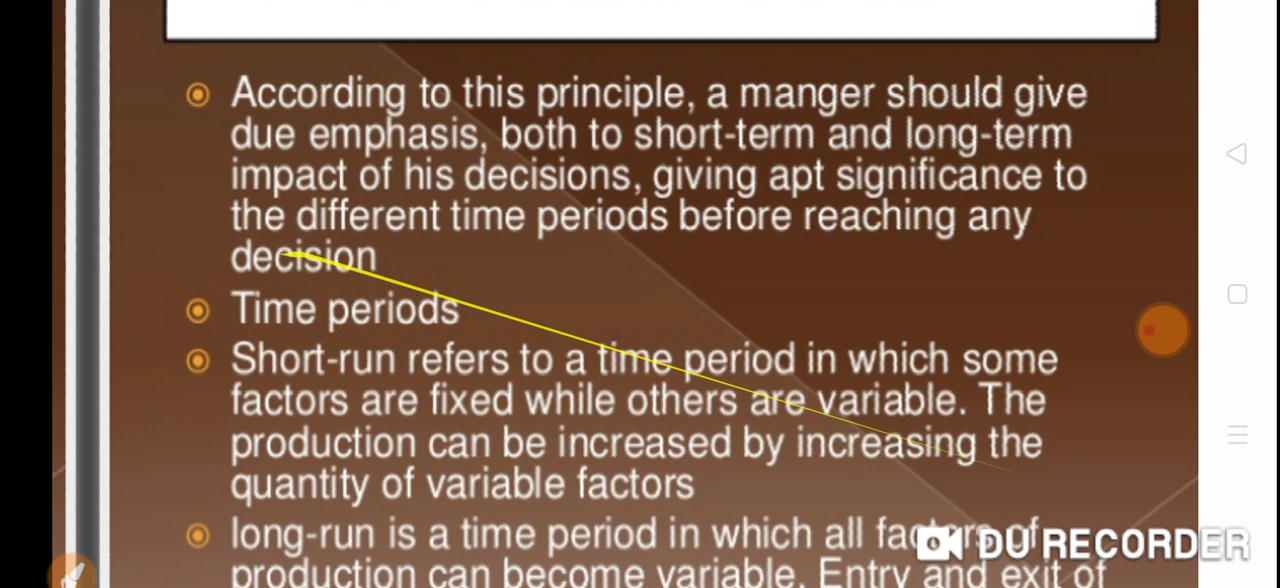 According to this principle, a manger should give
due emphasis, both to short-term and long-term
impact of his decisions, giving apt significance to
the different time periods before reaching any
decision
Time periods
Short-run refers to a time period in which some
factors are fixed while others are variable. The
production can be increased by increasing the
quantity of variable factors
long-run is a time period in which all factors of
production can become variable. Entry and exit of
DU RECORDER